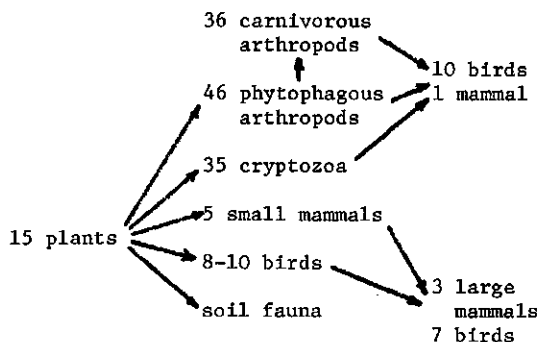 36 carnivorous
arthropods
10 birds
1 mammal
46 phytophagous
arthropods
35 cryptozoa
5 small mammals
15 plants
8-10 birds
3 large
mammals
7 birds
soil fauna